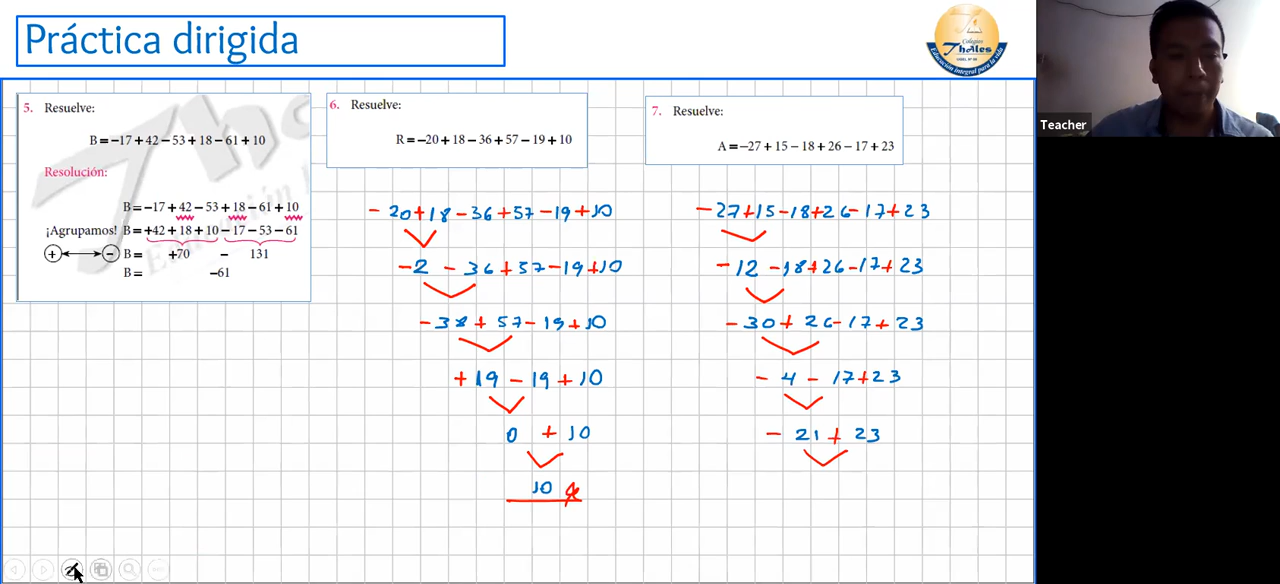 Práctica dirigida
Colegios
Thales
Educación integral para la vida
Teacher
5. Resuelve:
B=−17+42−53+18−61+10
Resolución:
B=−17+42−53+18−61+10
¡Agrupamos! B=+42+18+10−17−53−61
+ − B= +70 − 131
B= −61
6. Resuelve:
R=−20+18−36+57−19+10
-20+18-36+57-19+10
-2 -36+57-19+10
-38+57-19+10
+19-19+10
0 +10
10
7. Resuelve:
A=−27+15−18+26−17+23
-27+15-18+26-17+23
-12-18+26-17+23
-30+26-17+23
-4-17+23
-21+23